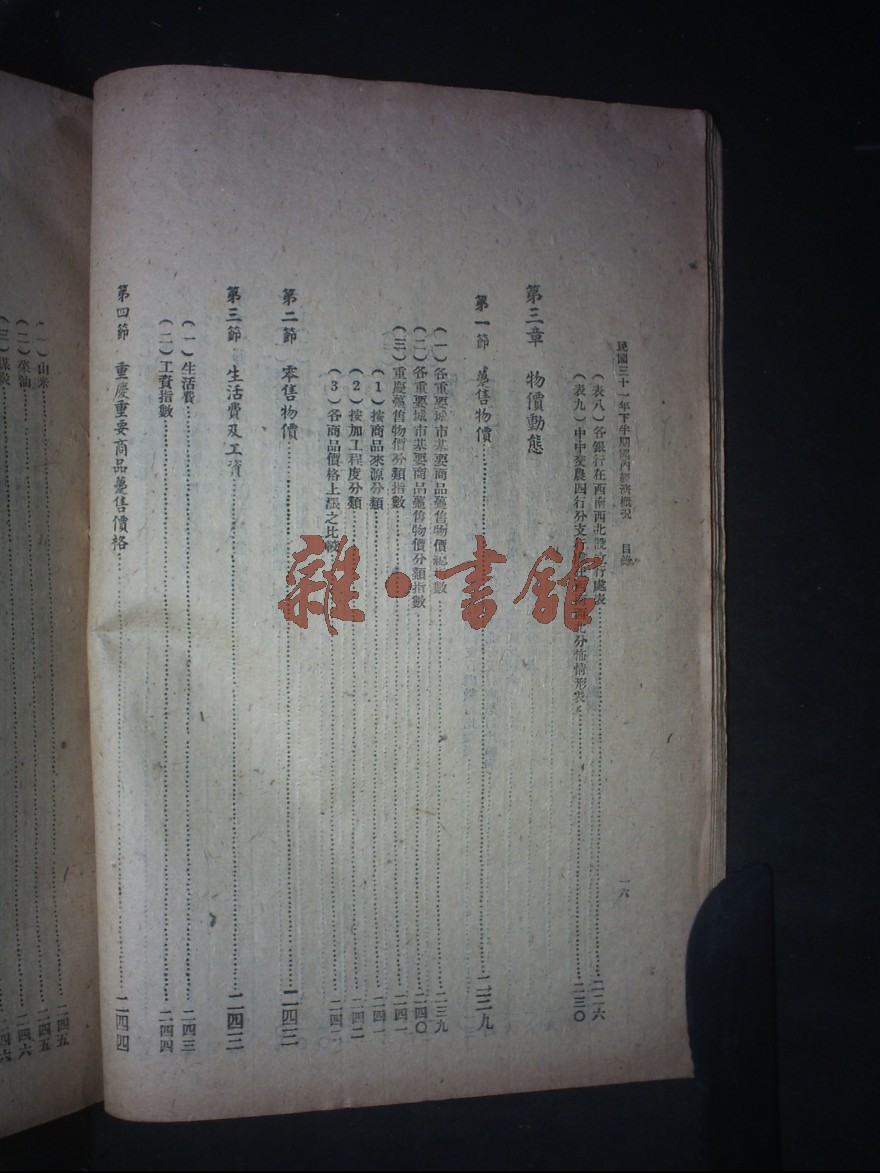 民國三十一年下半期國內經濟概況 目錄 一六
(表八)各銀行在西南西北設立行處表 二二六
(表九)中中交農四行分支行處 分佈情形表 二三〇
第三章 物價動態
第一節 躉售物價 二三九
(一)各重要城市基要商品躉售物價總指數 二三九
(二)各重要城市基要商品躉售物價分類指數 二四〇
(三)重慶躉售物價分類指數 二四一
(1)按商品來源分類 二四一
(2)按加工程度分類 二四二
(3)各商品價格上漲之比較 二四二
第二節 零售物價 二四二
第三節 生活費及工資 二四三
(一)生活費 二四三
(二)工資指數 二四四
第四節 重慶重要商品躉售價格 二四四
(一)山米 二四五
(二)菜油 二四五
(三)煤炭 二四六
雜·書館